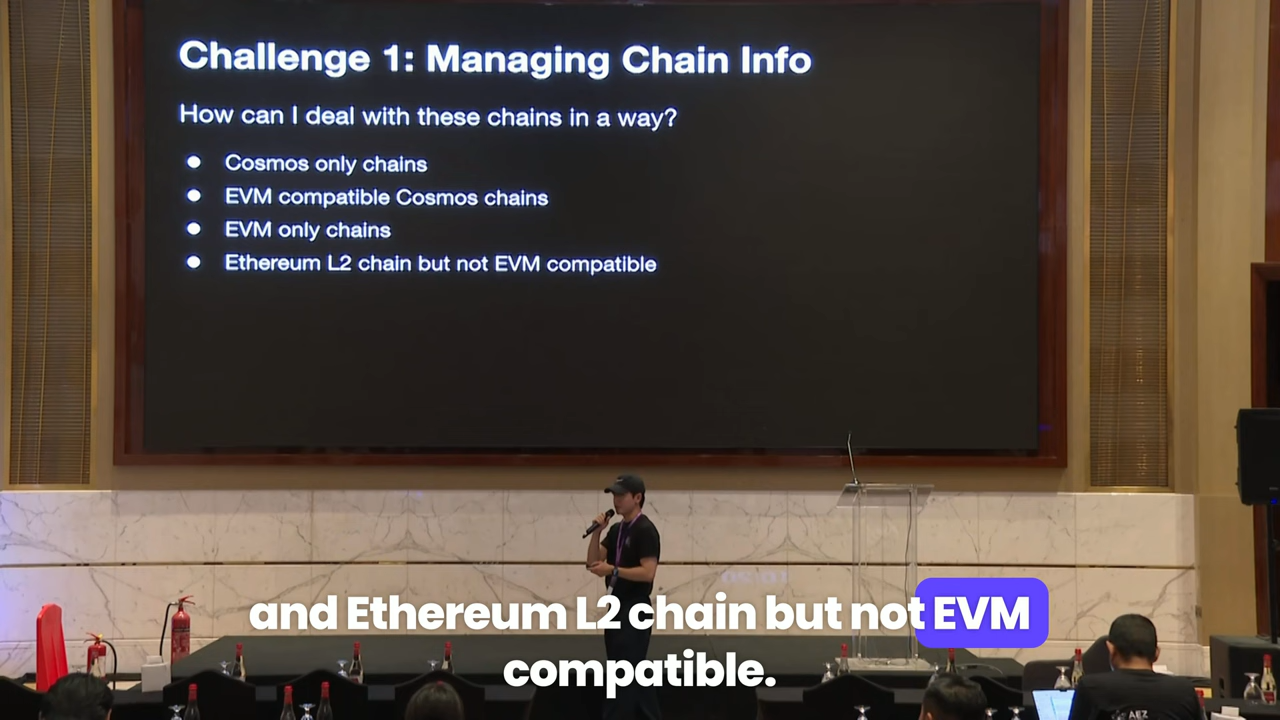 Challenge 1: Managing Chain Info
How can I deal with these chains in a way?
● Cosmos only chains
● EVM compatible Cosmos chains
● EVM only chains
● Ethereum L2 chain but not EVM compatible
and Ethereum L2 chain but not EVM
compatible.
AEZ